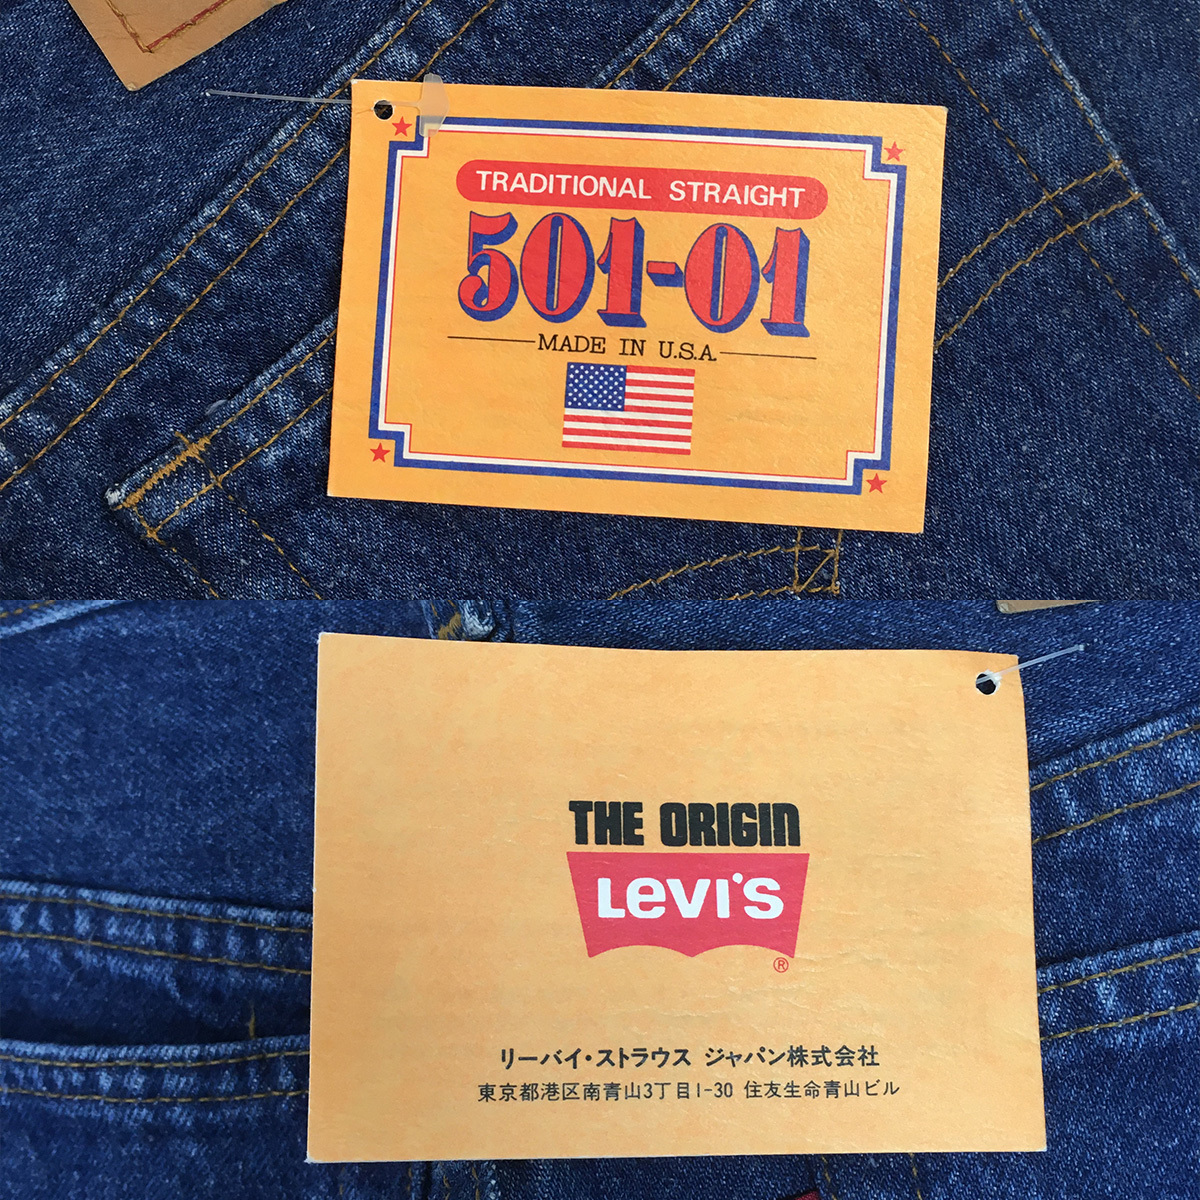 TRADITIONAL STRAIGHT
501-01
MADE IN U.S.A.
THE ORIGIN
LEVI'S
®
リーバイ・ストラウス ジャパン株式会社
東京都港区南青山3丁目1-30 住友生命青山ビル